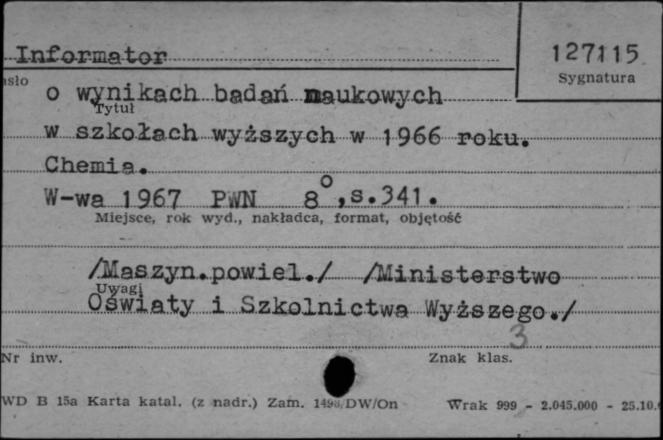 Informator
127115
Sygnatura
o wynikach badań naukowych
Tytuł
w szkołach wyższych w 1966 roku.
Chemia.
W-wa 1967 PWN 8°, s.341.
Miejsce, rok wyd., nakładca, format, objętość
/Maszyn.powiel./ /Ministerstwo
Uwagi
Oświaty i Szkolnictwa Wyższego./
3
Nr inw.
Znak klas.
WD B 15a Karta katal. (z nadr.) Zam. DW/On Wrak 999 - 2.045.000 - 25.10.